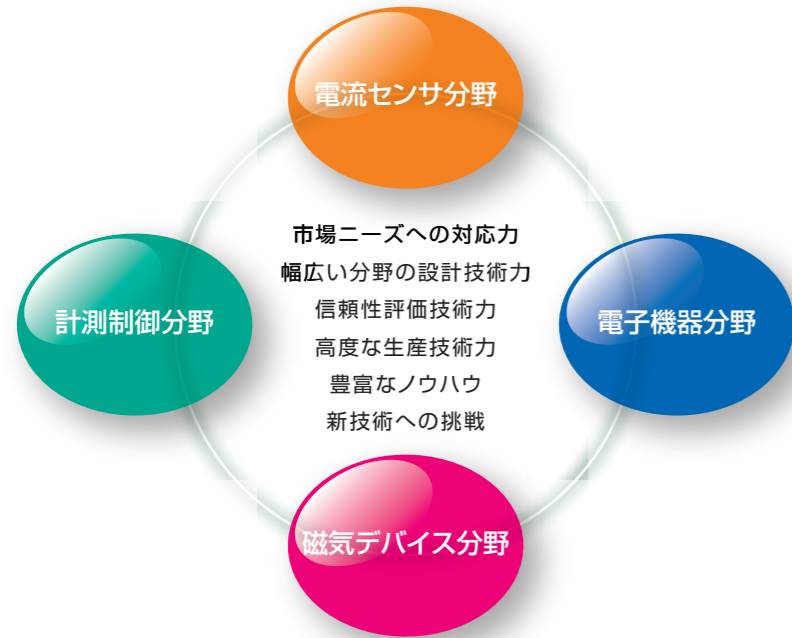 電流センサ分野
市場ニーズへの対応力
幅広い分野の設計技術力
信頼性評価技術力
高度な生産技術力
豊富なノウハウ
新技術への挑戦
計測制御分野
電子機器分野
磁気デバイス分野